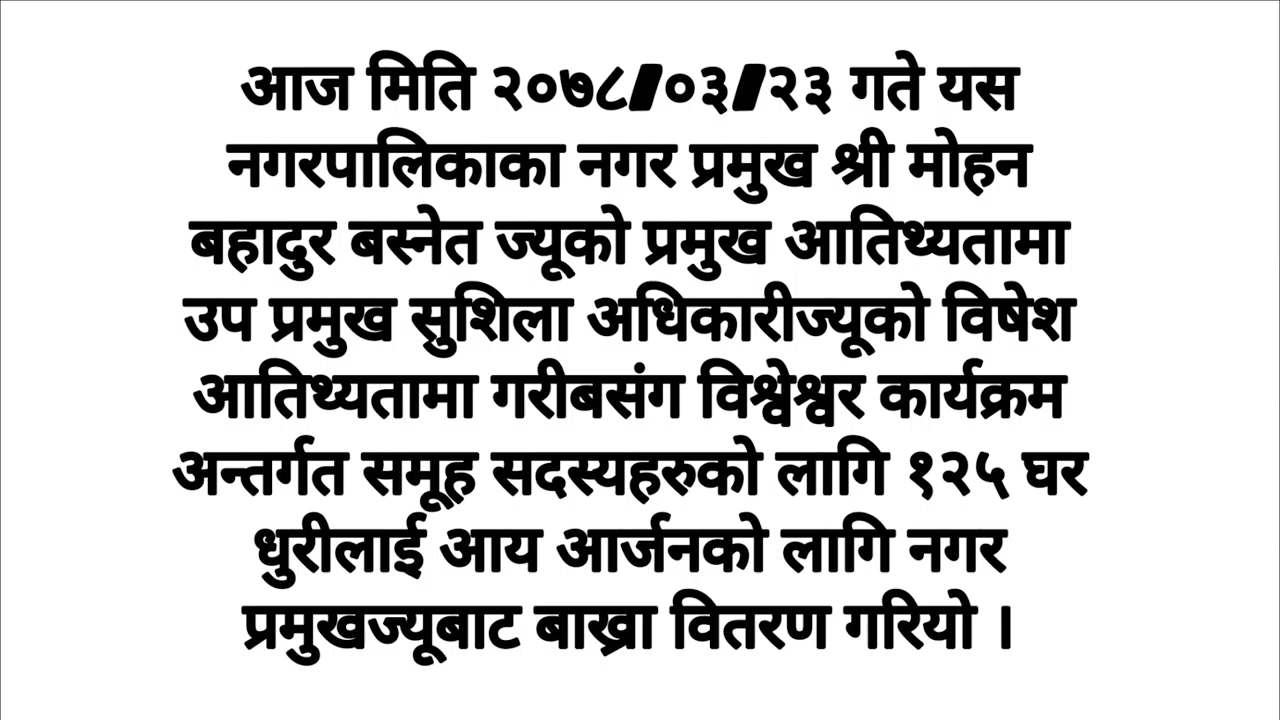 आज मिति २०७८/०३/२३ गते यस
नगरपालिकाका नगर प्रमुख श्री मोहन
बहादुर बस्नेत ज्यूको प्रमुख आतिथ्यतामा
उप प्रमुख सुशिला अधिकारीज्यूको विषेश
आतिथ्यतामा गरीबसंग विश्वेश्वर कार्यक्रम
अन्तर्गत समूह सदस्यहरुको लागि १२५ घर
धुरीलाई आय आर्जनको लागि नगर
प्रमुखज्यूबाट बाख्रा वितरण गरियो ।